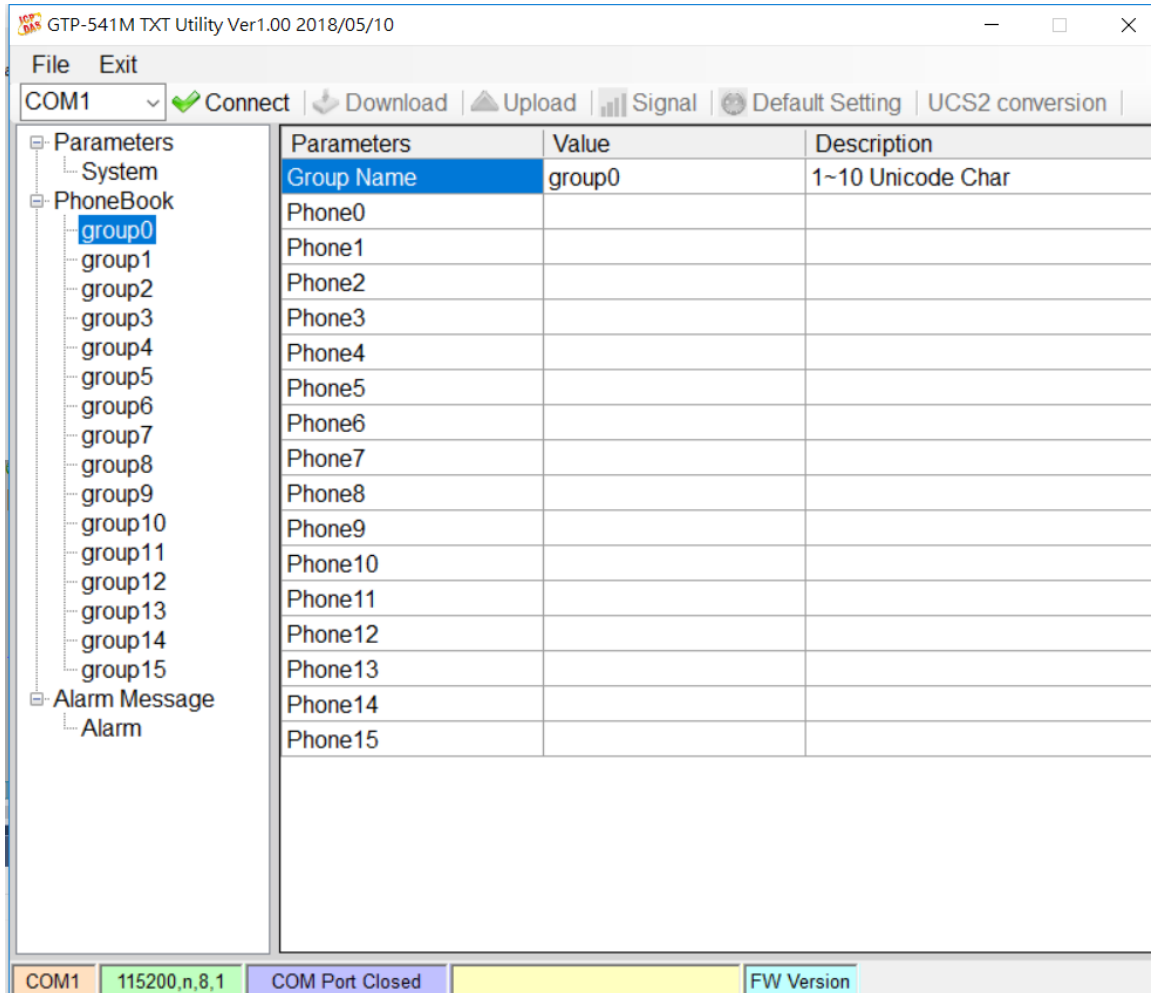 GTP-541M TXT Utility Ver1.00 2018/05/10
File Exit
COM1 Connect Download Upload Signal Default Setting UCS2 conversion
Parameters
System
PhoneBook
group0
group1
group2
group3
group4
group5
group6
group7
group8
group9
group10
group11
group12
group13
group14
group15
Alarm Message
Alarm
Parameters Value Description
Group Name group0 1~10 Unicode Char
Phone0
Phone1
Phone2
Phone3
Phone4
Phone5
Phone6
Phone7
Phone8
Phone9
Phone10
Phone11
Phone12
Phone13
Phone14
Phone15
COM1 115200,n,8,1 COM Port Closed FW Version